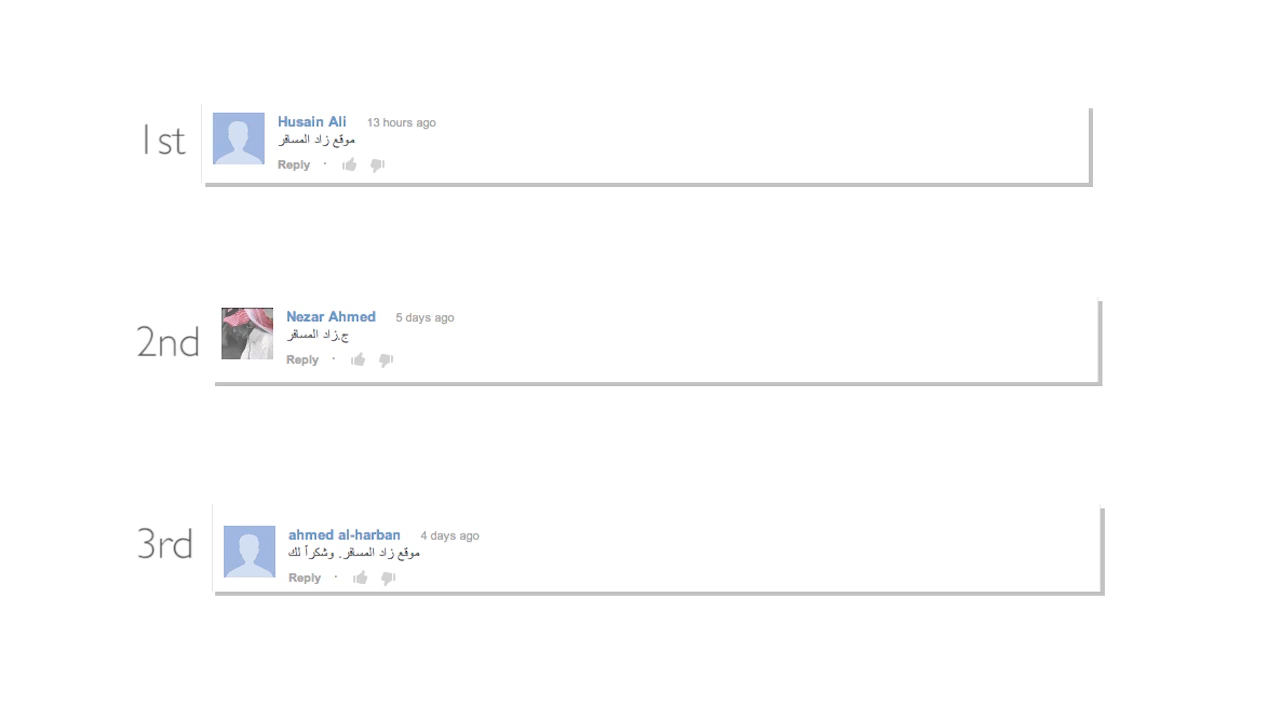 1st
Husain Ali 13 hours ago
موقع زاد المسافر
Reply ·
2nd
Nezar Ahmed 5 days ago
ج.زاد المسافر
Reply ·
3rd
ahmed al-harban 4 days ago
موقع زاد المسافر. وشكراً لك
Reply ·